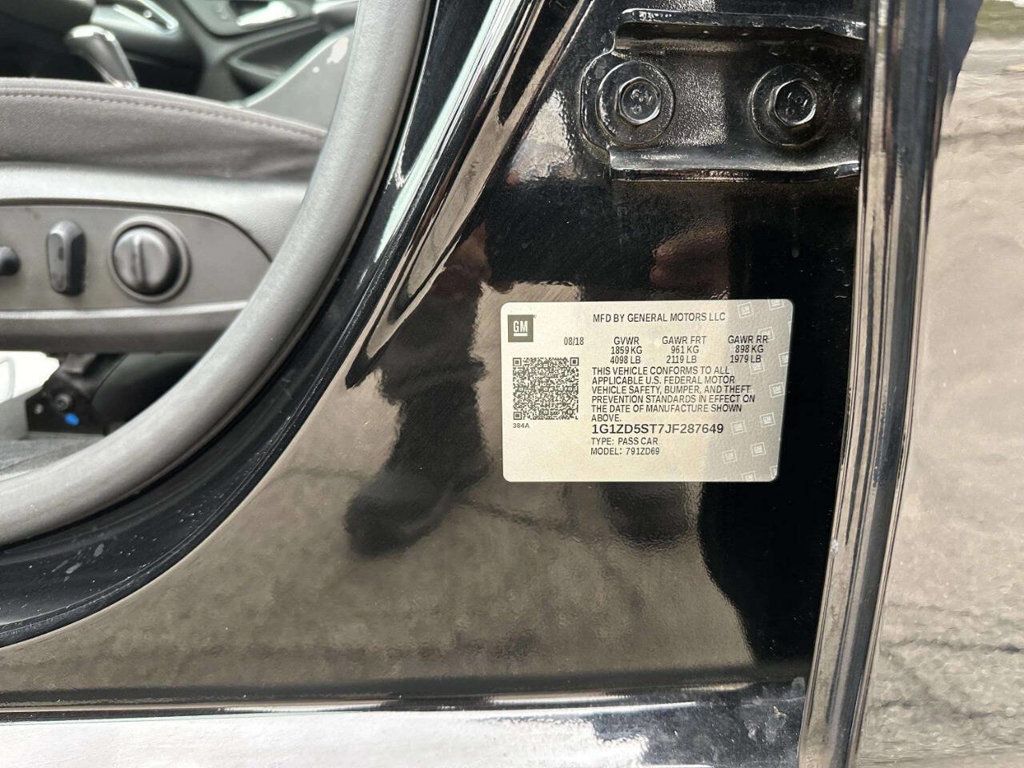 GM
MFD BY GENERAL MOTORS LLC
08/18 GVWR GAWR FRT GAWR RR
1859 KG 961 KG 898 KG
4098 LB 2119 LB 1979 LB
THIS VEHICLE CONFORMS TO ALL
APPLICABLE U.S. FEDERAL MOTOR
VEHICLE SAFETY, BUMPER, AND THEFT
PREVENTION STANDARDS IN EFFECT ON
THE DATE OF MANUFACTURE SHOWN
ABOVE.
384A
1G1ZD5ST7JF287649
TYPE: PASS CAR
MODEL: 791ZD69